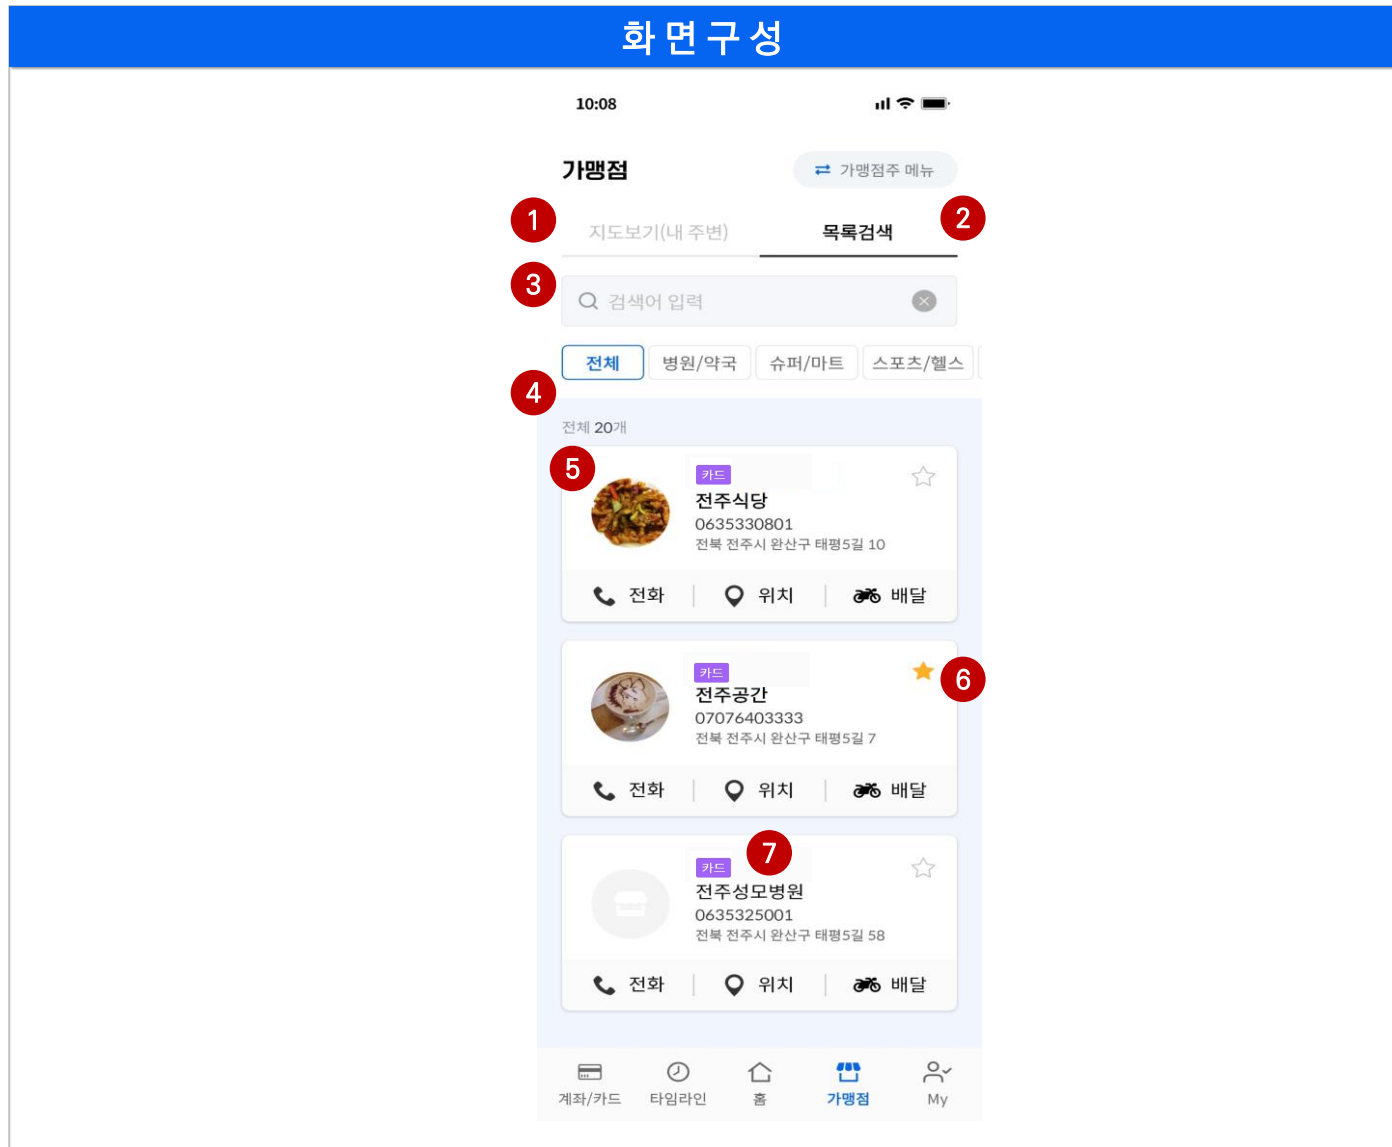 화면구성
10:08
가맹점
가맹점주 메뉴
1
지도보기(내 주변)
목록검색
2
3
검색어 입력
전체
병원/약국
슈퍼/마트
스포츠/헬스
4
전체 20개
5
카드
전주식당
0635330801
전북 전주시 완산구 태평5길 10
전화
위치
배달
카드
6
전주공간
07076403333
전북 전주시 완산구 태평5길 7
전화
위치
배달
7
카드
전주성모병원
0635325001
전북 전주시 완산구 태평5길 58
전화
위치
배달
계좌/카드
타임라인
홈
가맹점
My